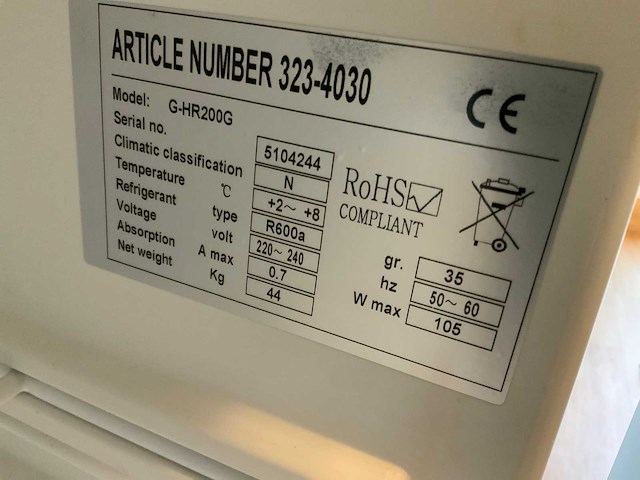 ARTICLE NUMBER 323-4030
CE
Model: G-HR200G
Serial no. 5104244
Climatic classification N
Temperature °C +2~ +8
Refrigerant type R600a gr. 35
Voltage volt 220~ 240 hz 50~ 60
Absorption A max 0.7 W max 105
Net weight Kg 44
RoHS
COMPLIANT